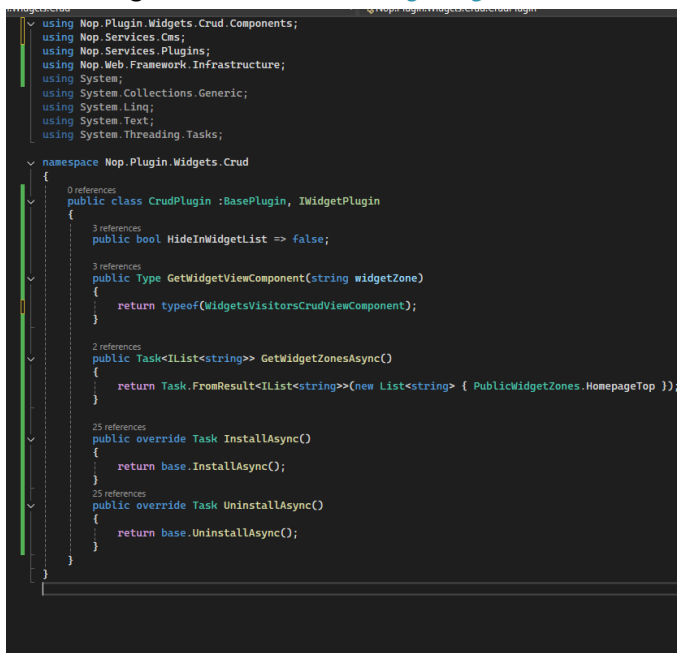 using Nop.Plugin.Widgets.Crud.Components;
using Nop.Services.Cms;
using Nop.Services.Plugins;
using Nop.Web.Framework.Infrastructure;
using System;
using System.Collections.Generic;
using System.Linq;
using System.Text;
using System.Threading.Tasks;
namespace Nop.Plugin.Widgets.Crud
{
0 references
public class CrudPlugin :BasePlugin, IWidgetPlugin
{
3 references
public bool HideInWidgetList => false;
3 references
public Type GetWidgetViewComponent(string widgetZone)
{
return typeof(WidgetsVisitorsCrudViewComponent);
}
2 references
public Task<IList<string>> GetWidgetZonesAsync()
{
return Task.FromResult<IList<string>>(new List<string> { PublicWidgetZones.HomepageTop });
}
25 references
public override Task InstallAsync()
{
return base.InstallAsync();
}
25 references
public override Task UninstallAsync()
{
return base.UninstallAsync();
}
}
}